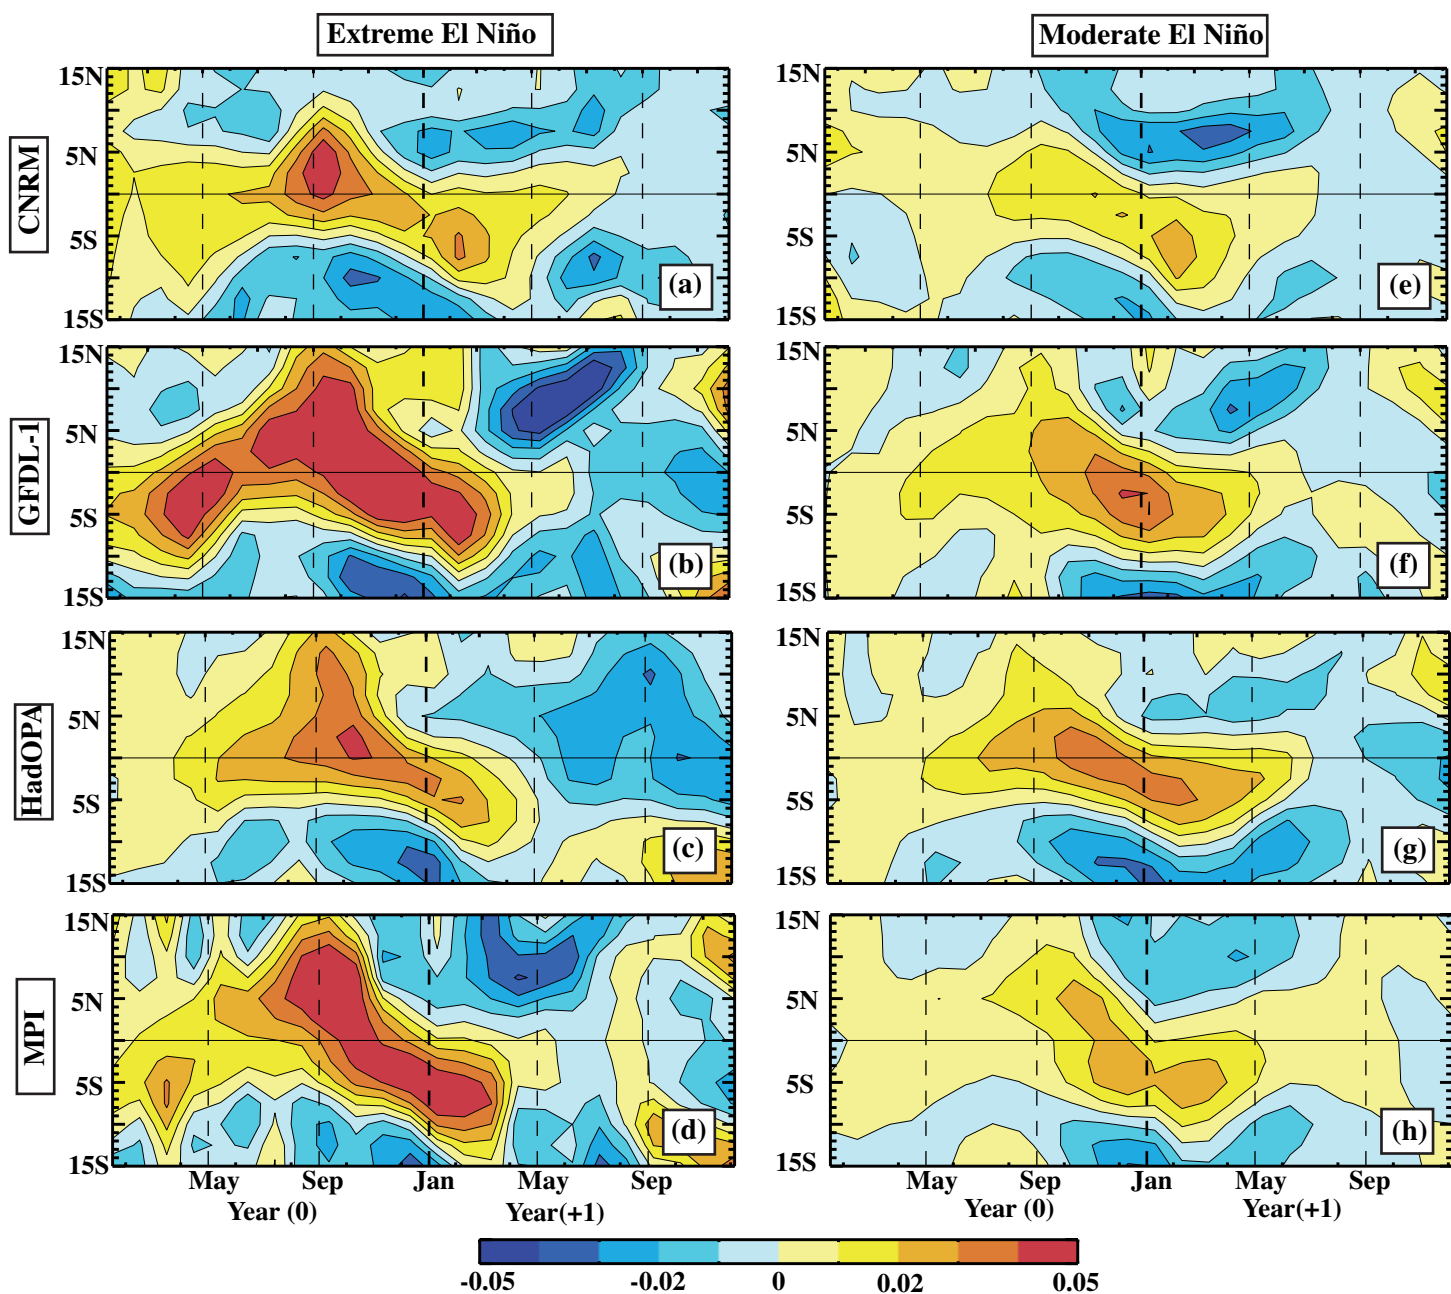 Extreme El Niño
Moderate El Niño
CNRM
15N
5N
5S
15S
(a)
15N
5N
5S
15S
(e)
GFDL-1
15N
5N
5S
15S
(b)
15N
5N
5S
15S
(f)
HadOPA
15N
5N
5S
15S
(c)
15N
5N
5S
15S
(g)
MPI
15N
5N
5S
15S
(d)
15N
5N
5S
15S
(h)
May Sep Jan May Sep
Year (0) Year(+1)
May Sep Jan May Sep
Year (0) Year(+1)
-0.05 -0.02 0 0.02 0.05